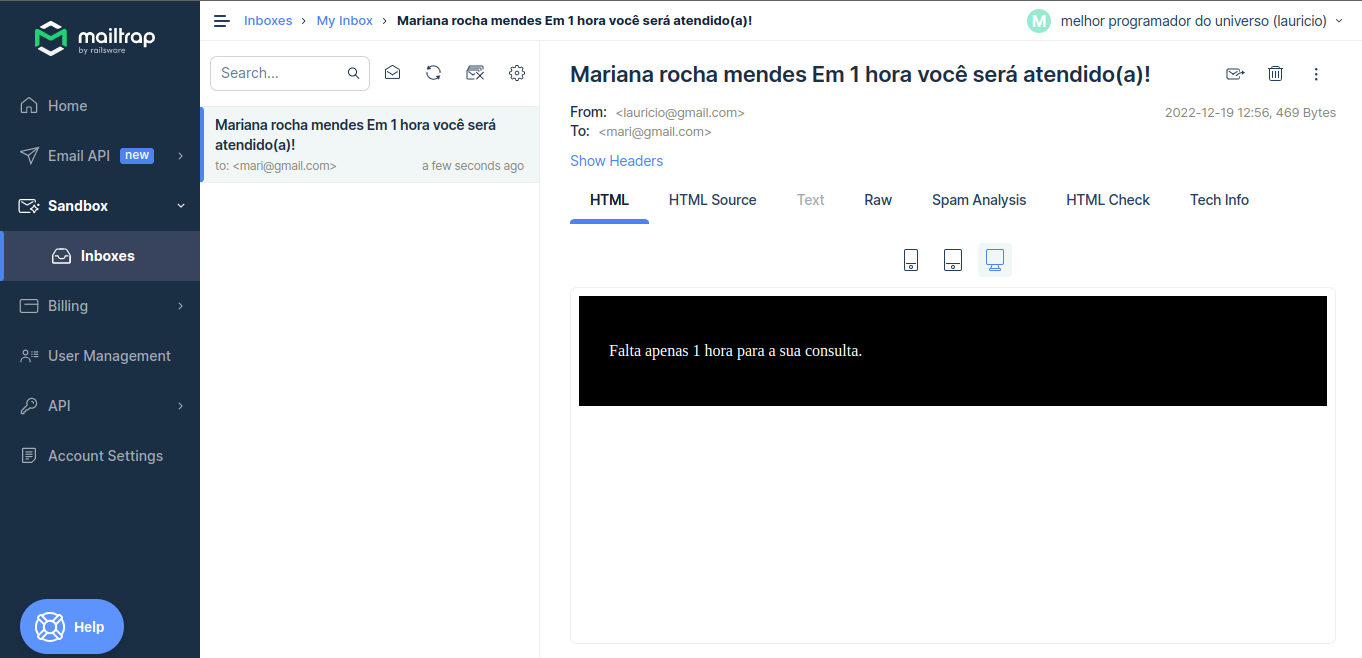 mailtrap
by railsware
Home
Email API new
Sandbox
Inboxes
Billing
User Management
API
Account Settings
Help
Inboxes › My Inbox › Mariana rocha mendes Em 1 hora você será atendido(a)!
M melhor programador do universo (lauricio)
Search...
Mariana rocha mendes Em 1 hora você será
atendido(a)!
to: <mari@gmail.com> a few seconds ago
Mariana rocha mendes Em 1 hora você será atendido(a)!
From: <lauricio@gmail.com> 2022-12-19 12:56, 469 Bytes
To: <mari@gmail.com>
Show Headers
HTML HTML Source Text Raw Spam Analysis HTML Check Tech Info
Falta apenas 1 hora para a sua consulta.